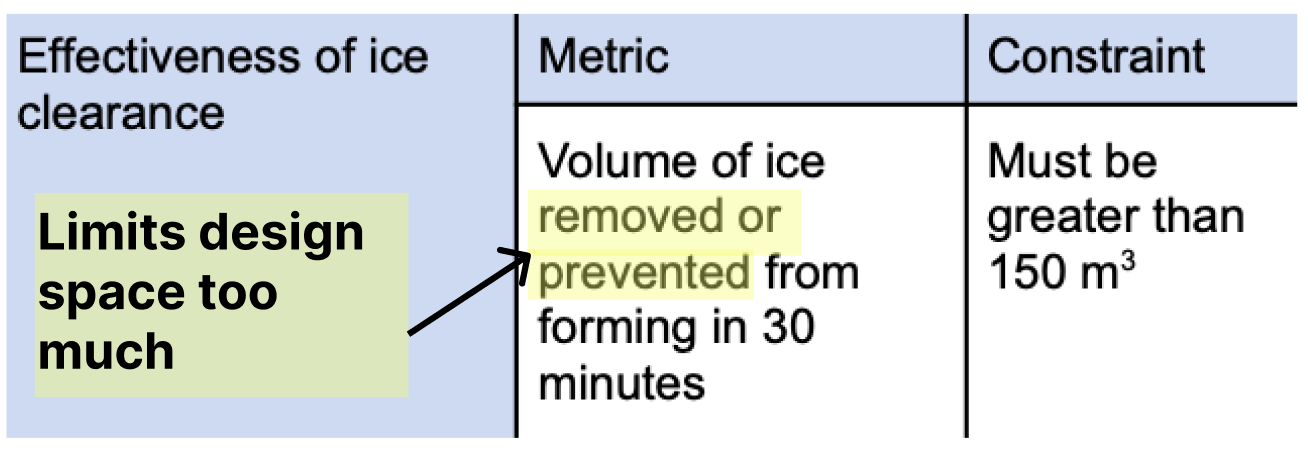 Effectiveness of ice
clearance
Limits design
space too
much
Metric
Volume of ice
removed or
prevented from
forming in 30
minutes
Constraint
Must be
greater than
150 m³